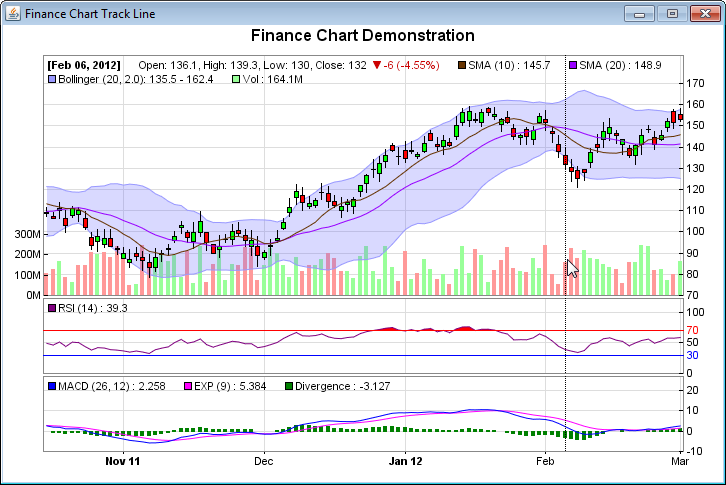 Finance Chart Track Line
Finance Chart Demonstration
[Feb 06, 2012] Open: 136.1, High: 139.3, Low: 130, Close: 132 ▼ -6 (-4.55%) SMA (10) : 145.7 SMA (20) : 148.9
Bollinger (20, 2.0): 135.5 - 162.4 Vol : 164.1M
170
160
150
140
130
120
110
100
90
80
70
300M
200M
100M
0M
RSI (14) : 39.3
100
70
50
30
0
MACD (26, 12) : 2.258 EXP (9) : 5.384 Divergence : -3.127
20
10
0
-10
Nov 11 Dec Jan 12 Feb Mar